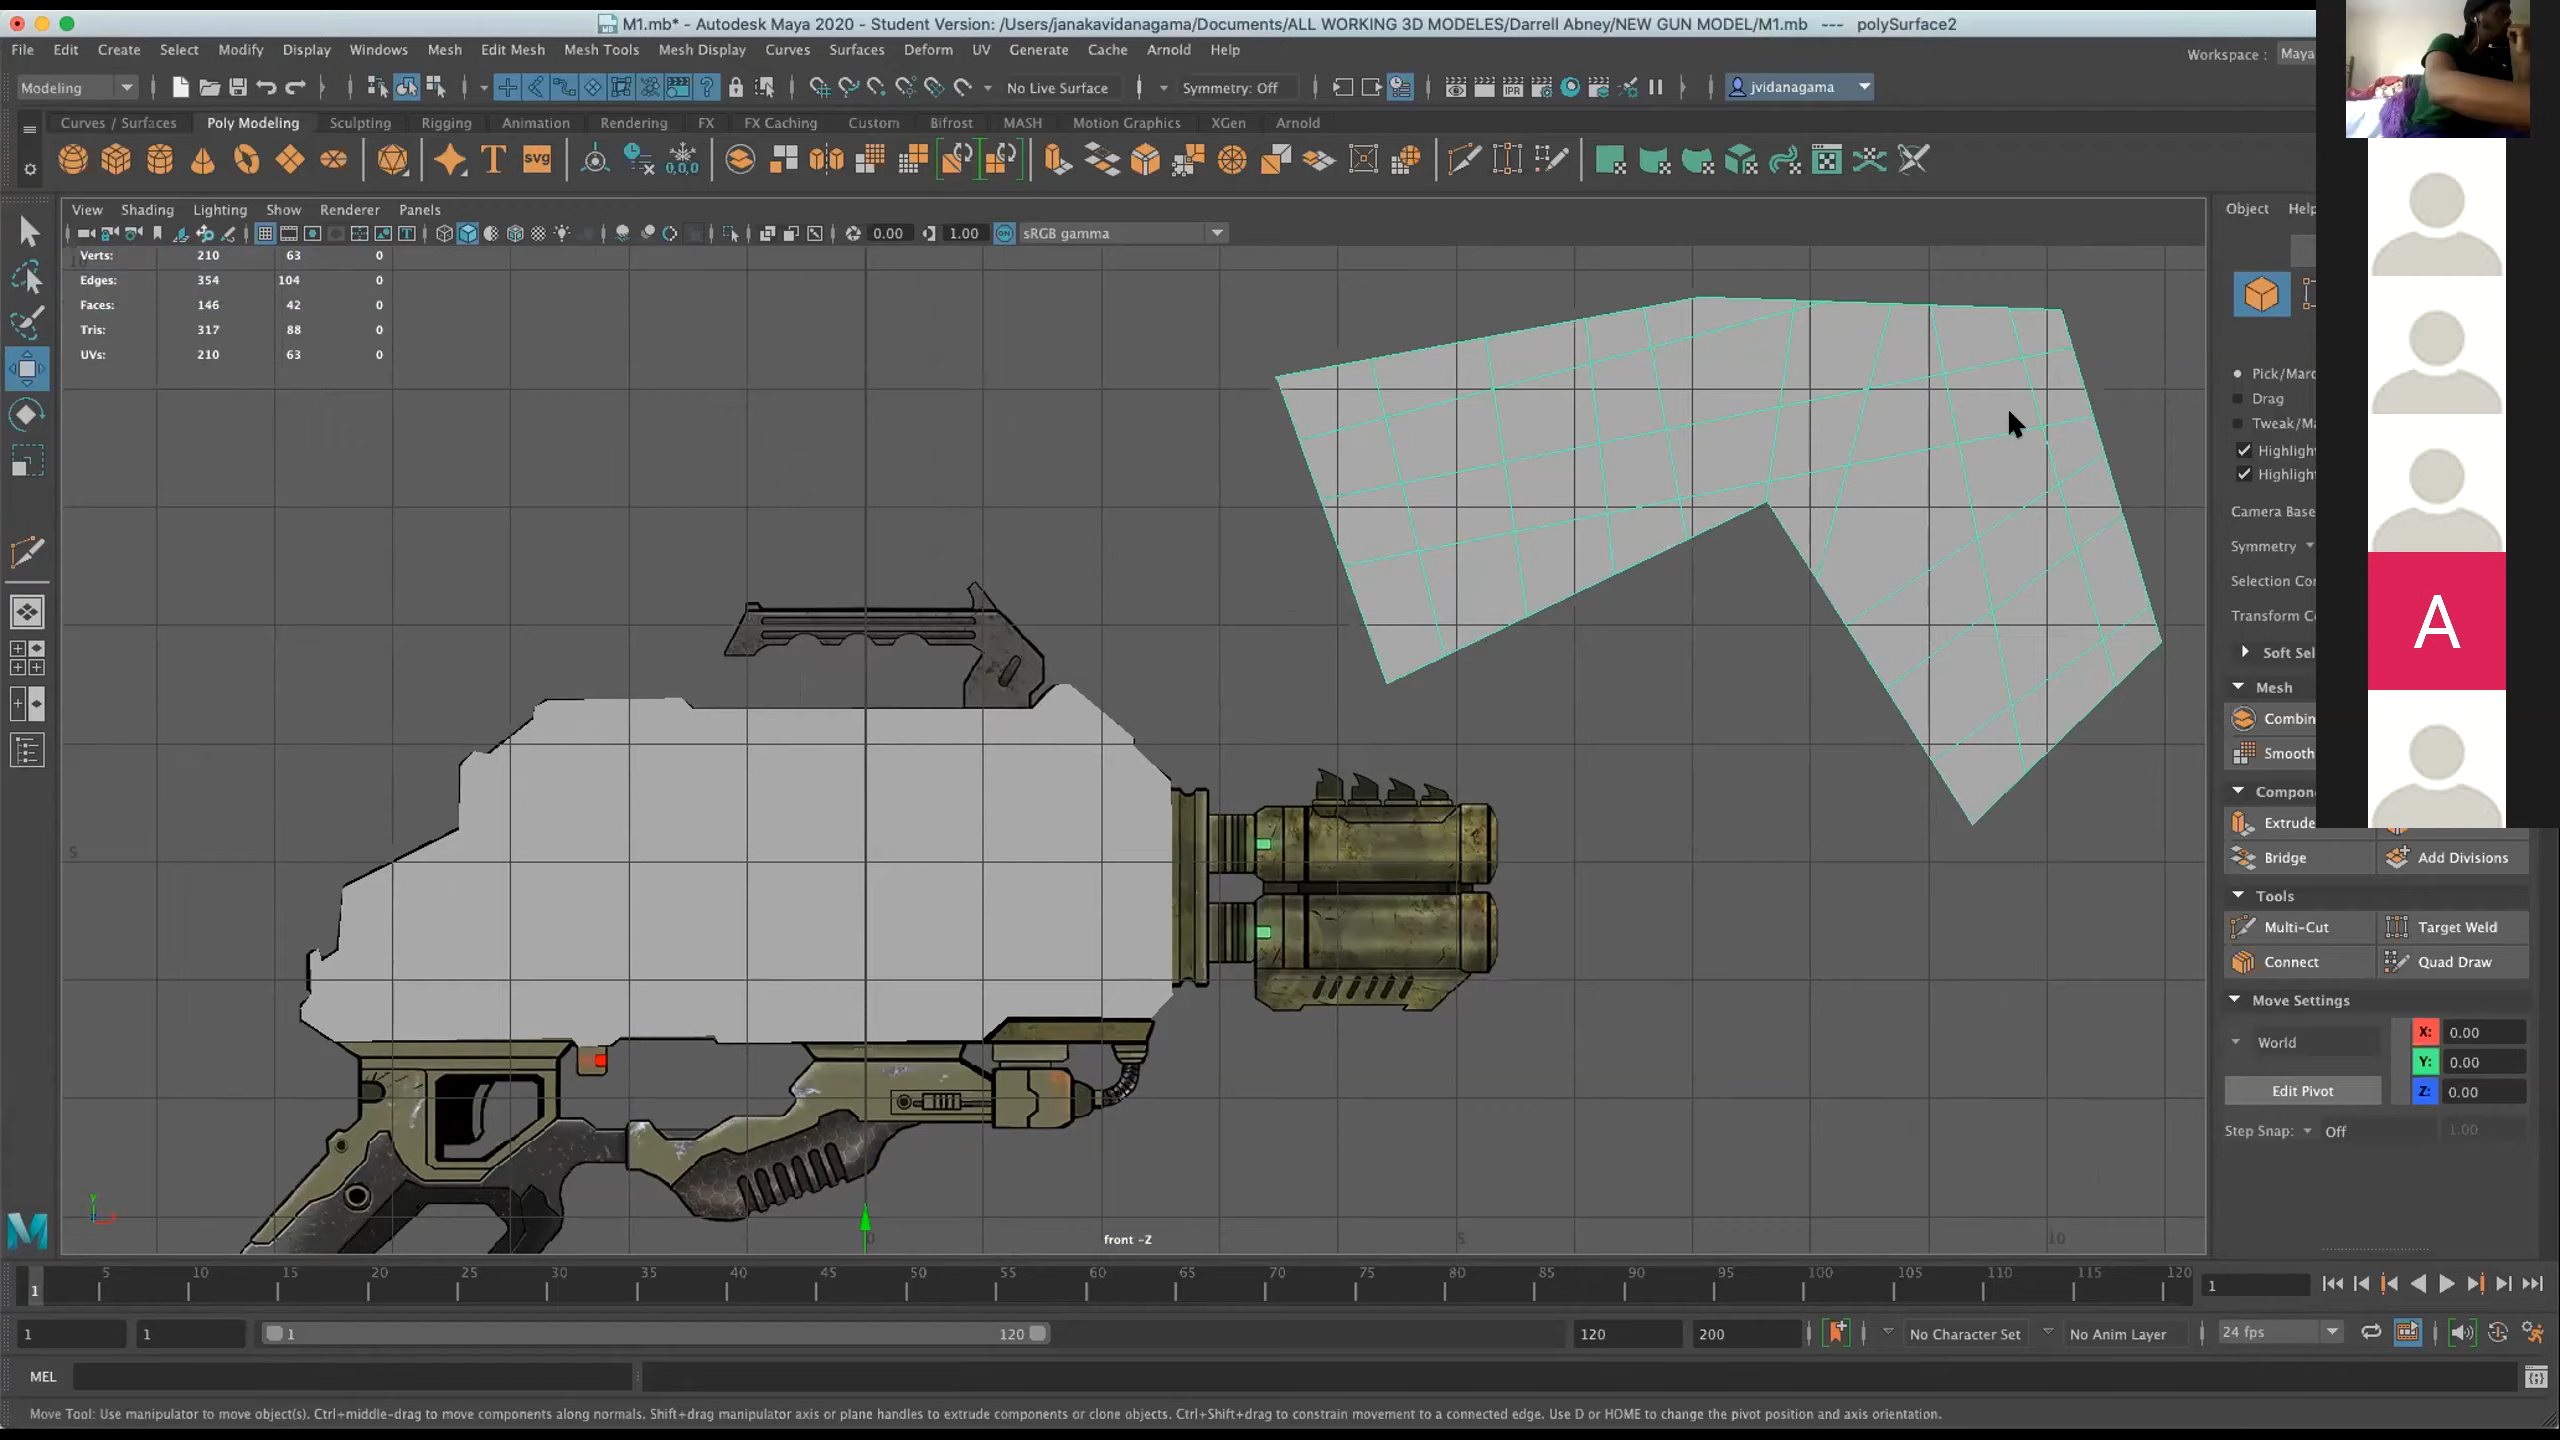 M1.mb* - Autodesk Maya 2020 - Student Version: /Users/janakavidanagama/Documents/ALL WORKING 3D MODELES/Darrell Abney/NEW GUN MODEL/M1.mb --- polySurface2
File Edit Create Select Modify Display Windows Mesh Edit Mesh Mesh Tools Mesh Display Curves Surfaces Deform UV Generate Cache Arnold Help
Workspace : Maya
Modeling No Live Surface Symmetry: Off IPR jvidanagama
Curves / Surfaces Poly Modeling Sculpting Rigging Animation Rendering FX FX Caching Custom Bifrost MASH Motion Graphics XGen Arnold
T svg 0,0,0
View Shading Lighting Show Renderer Panels
0.00 1.00 ON sRGB gamma
Object Help
Verts: 210 63 0
Edges: 354 104 0
Faces: 146 42 0
Tris: 317 88 0
UVs: 210 63 0
Drag
Highligh
Highligh
Camera Base
Symmetry
Selection Co
Transform C
Soft Sel
Mesh
Combin
Smooth
Compone
Extrude
Bridge Add Divisions
Tools
Multi-Cut Target Weld
Connect Quad Draw
Move Settings
World
X: 0.00
Y: 0.00
Z: 0.00
Edit Pivot
Step Snap: Off 1.00
A
5
y
0 5 10
front -Z
1 5 10 15 20 25 30 35 40 45 50 55 60 65 70 75 80 85 90 95 100 105 110 115 120 1
1 1 1 120 120 200 No Character Set No Anim Layer 24 fps
MEL
Move Tool: Use manipulator to move object(s). Ctrl+middle-drag to move components along normals. Shift+drag manipulator axis or plane handles to extrude components or clone objects. Ctrl+Shift+drag to constrain movement to a connected edge. Use D or HOME to change the pivot position and axis orientation.